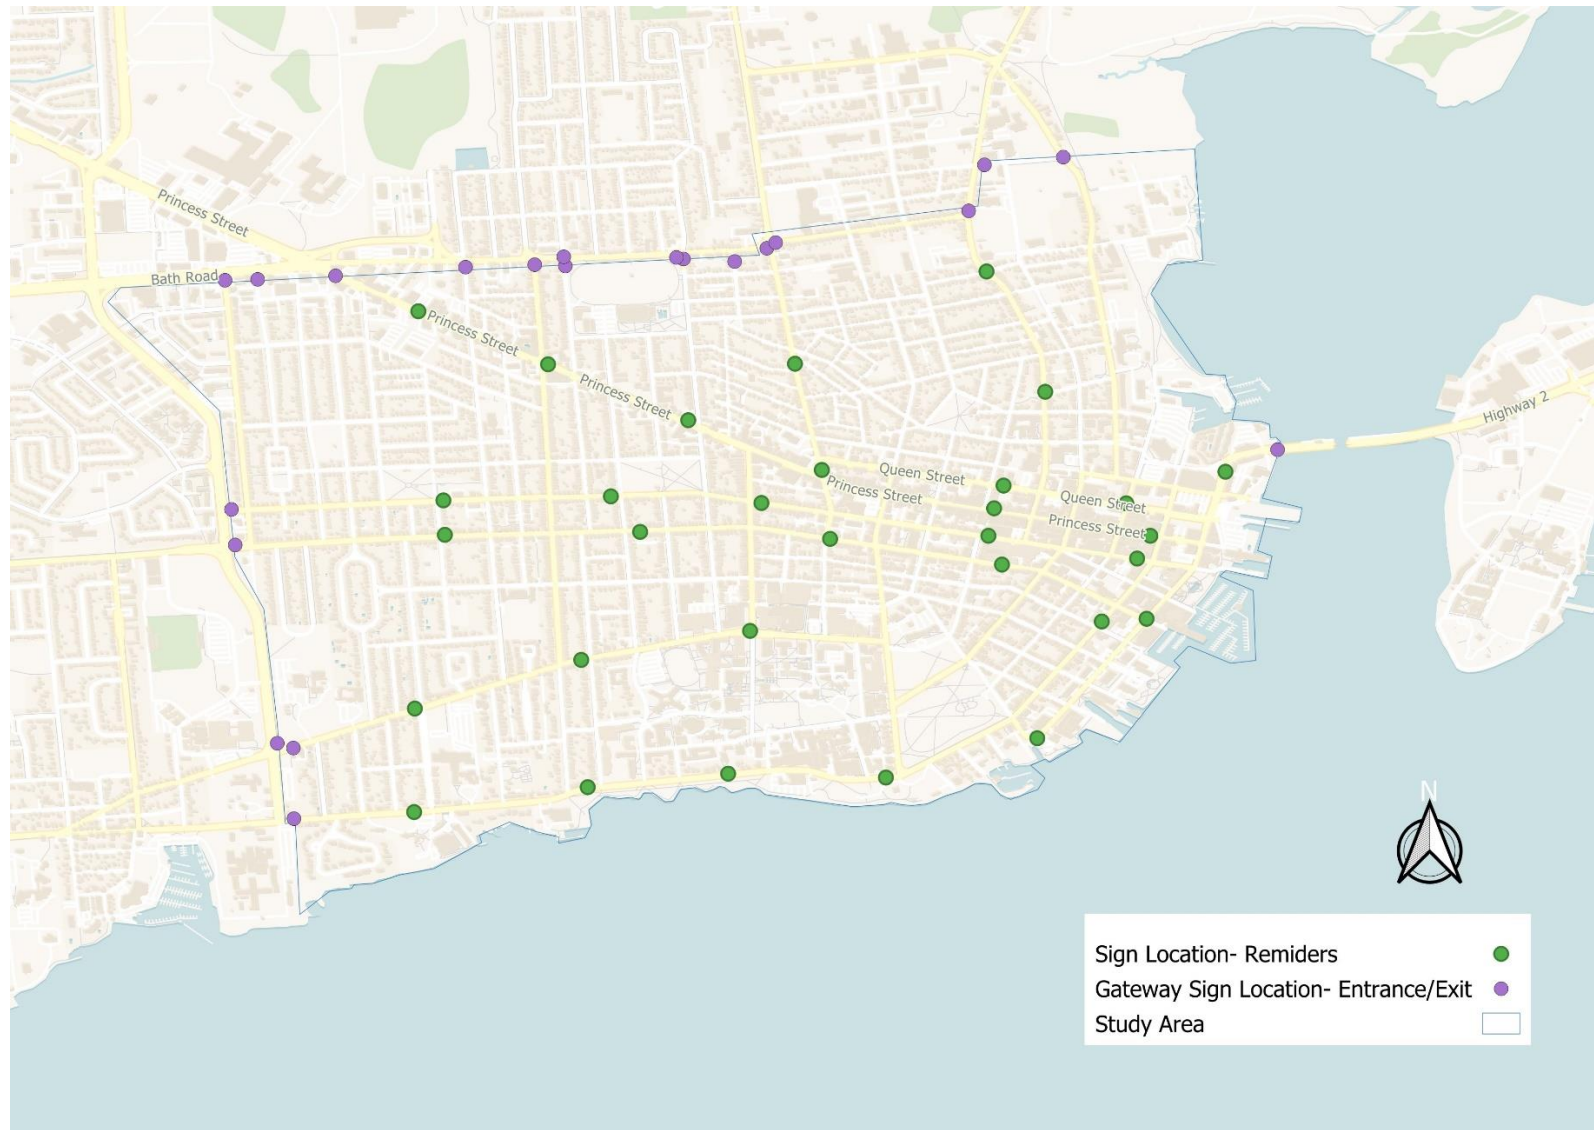 Princess Street
Bath Road
Princess Street
Princess Street
Highway 2
Queen Street
Princess Street
Queen Street
Princess Street
N
Sign Location- Remiders
Gateway Sign Location- Entrance/Exit
Study Area